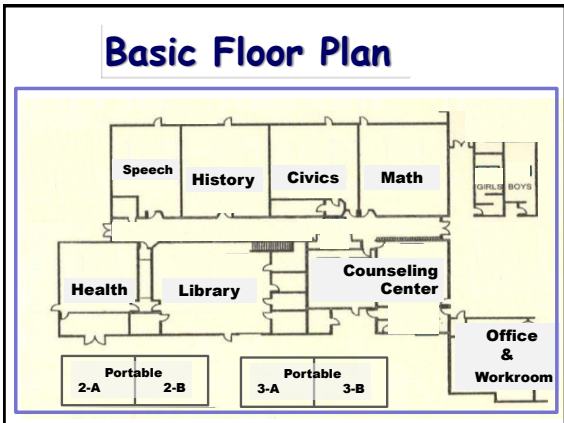 Basic Floor Plan
Speech
History
Civics
Math
GIRLS
BOYS
Health
Library
Counseling
Center
Office
&
Workroom
Portable
2-A 2-B
Portable
3-A 3-B